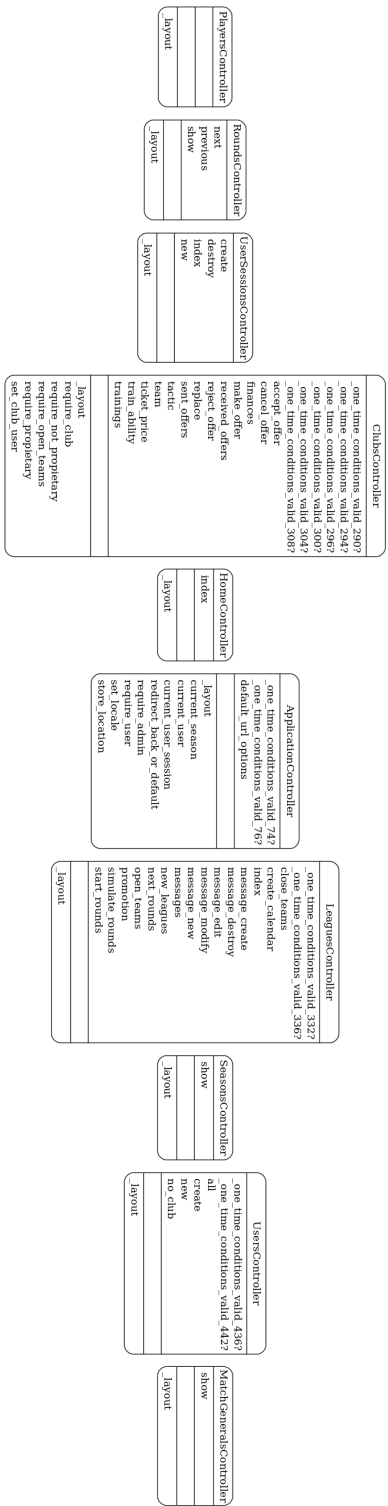 PlayersController
_layout
RoundsController
next
previous
show
_layout
UserSessionsController
create
destroy
index
new
_layout
ClubsController
_one_time_conditions_valid_290?
_one_time_conditions_valid_294?
_one_time_conditions_valid_296?
_one_time_conditions_valid_300?
_one_time_conditions_valid_304?
_one_time_conditions_valid_308?
accept_offer
cancel_offer
finances
make_offer
received_offers
reject_offer
replace
sent_offers
tactic
team
ticket_price
train_ability
trainings
_layout
require_club
require_not_propietary
require_open_teams
require_propietary
set_club_user
HomeController
index
_layout
ApplicationController
_one_time_conditions_valid_74?
_one_time_conditions_valid_76?
default_url_options
_layout
current_season
current_user
current_user_session
redirect_back_or_default
require_admin
require_user
set_locale
store_location
LeaguesController
_one_time_conditions_valid_332?
_one_time_conditions_valid_336?
close_teams
create_calendar
index
message_create
message_destroy
message_edit
message_modify
message_new
messages
new_leagues
next_rounds
open_teams
promotion
simulate_rounds
start_rounds
_layout
SeasonsController
show
_layout
UsersController
_one_time_conditions_valid_436?
_one_time_conditions_valid_442?
all
create
new
no_club
_layout
MatchGeneralsController
show
_layout